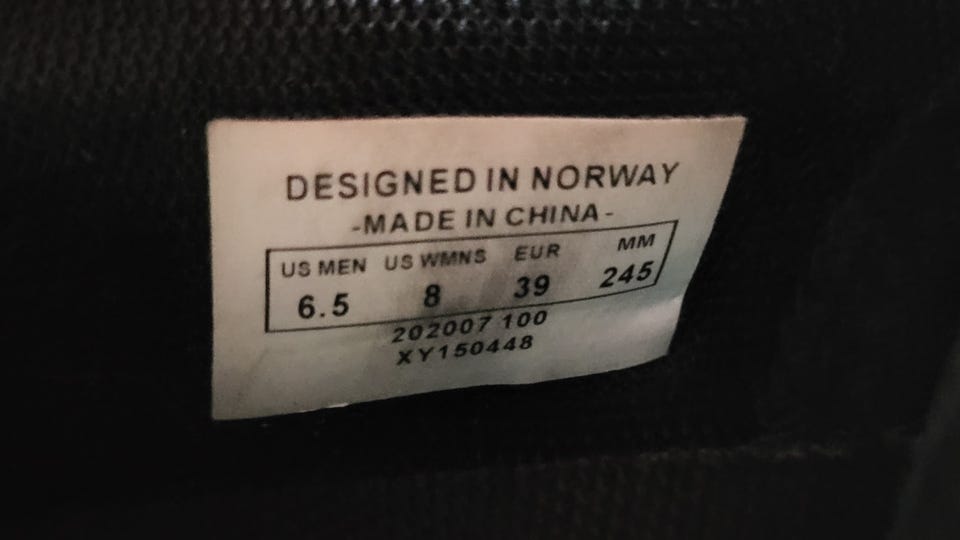 DESIGNED IN NORWAY
-MADE IN CHINA-
US MEN US WMNS EUR MM
6.5 8 39 245
202007 100
XY150448